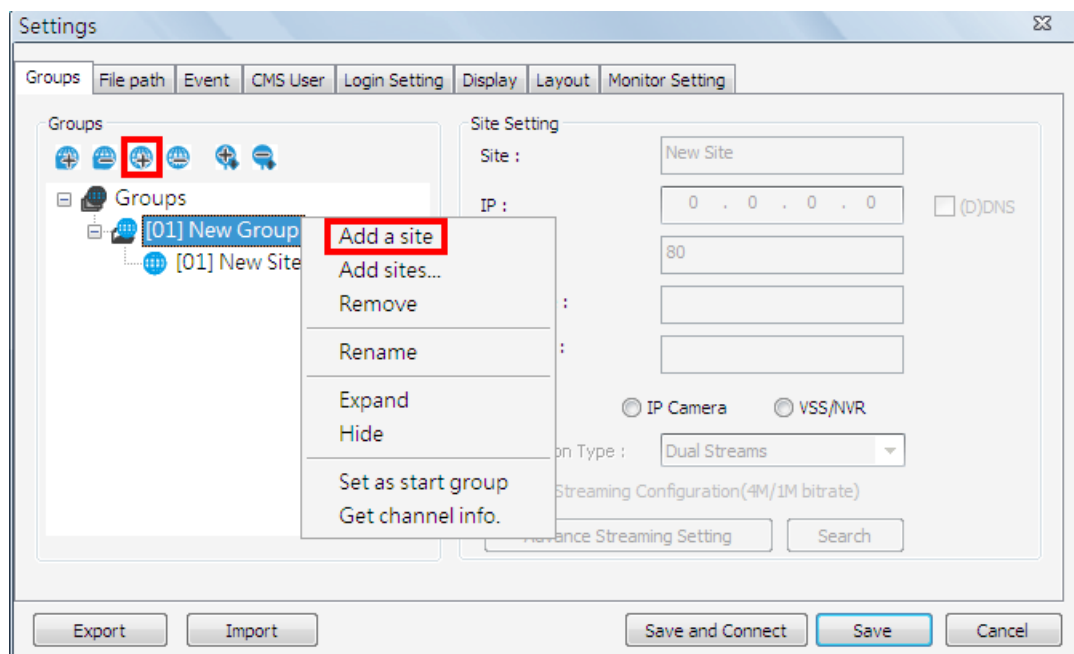 Settings
Groups File path Event CMS User Login Setting Display Layout Monitor Setting
Groups
Groups
[01] New Group
[01] New Site
Add a site
Add sites...
Remove
Rename
Expand
Hide
Set as start group
Get channel info.
Site Setting
Site : New Site
IP : 0 . 0 . 0 . 0 (D)DNS
80
:
:
IP Camera VSS/NVR
on Type : Dual Streams
Streaming Configuration(4M/1M bitrate)
Advance Streaming Setting Search
Export Import Save and Connect Save Cancel